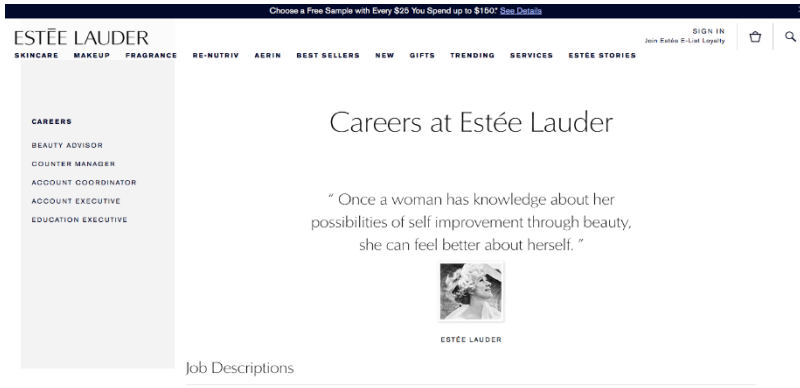 Choose a Free Sample with Every $25 You Spend up to $150.* See Details
ESTĒE LAUDER
SIGN IN
Join Estée E-List Loyalty
SKINCARE MAKEUP FRAGRANCE RE-NUTRIV AERIN BEST SELLERS NEW GIFTS TRENDING SERVICES ESTÉE STORIES
CAREERS
BEAUTY ADVISOR
COUNTER MANAGER
ACCOUNT COORDINATOR
ACCOUNT EXECUTIVE
EDUCATION EXECUTIVE
Careers at Estée Lauder
“ Once a woman has knowledge about her
possibilities of self improvement through beauty,
she can feel better about herself. ”
ESTÉE LAUDER
Job Descriptions